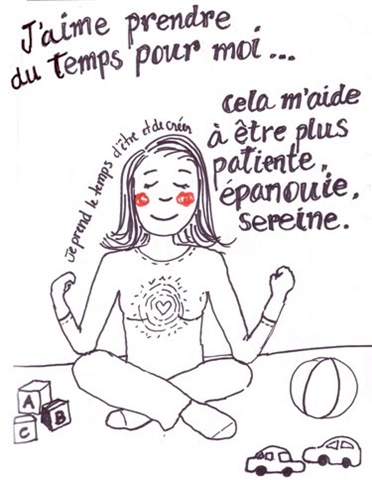 J'aime prendre
du temps pour moi...
cela m'aide
à être plus
patiente,
épanouie,
sereine.
Je prend le temps d'être et de créer
A
B
C